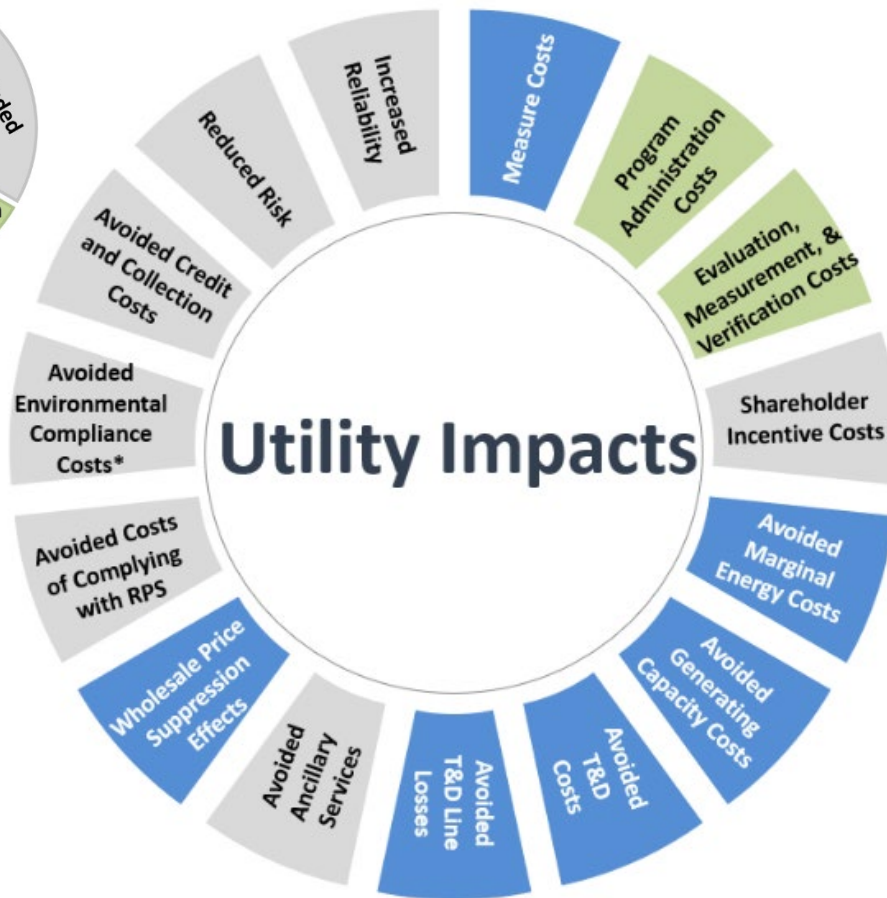 Utility Impacts
Measure Costs
Program
Administration
Costs
Evaluation,
Measurement, &
Verification Costs
Shareholder
Incentive Costs
Avoided
Marginal
Energy Costs
Avoided
Generating
Capacity Costs
Avoided
T&D
Costs
Avoided
T&D Line
Losses
Avoided
Ancillary
Services
Wholesale Price
Suppression
Effects
Avoided Costs
of Complying
with RPS
Avoided
Environmental
Compliance
Costs*
Avoided Credit
and Collection
Costs
Reduced Risk
Increased
Reliability